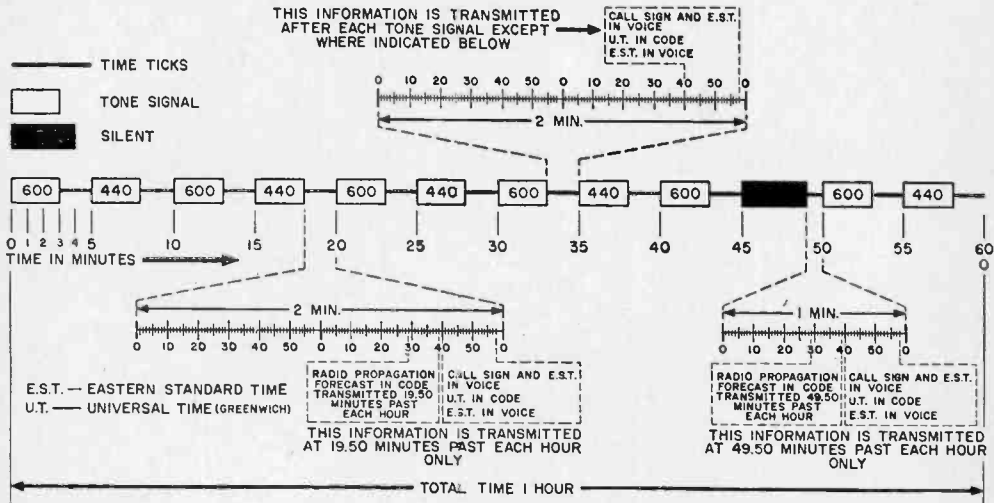 THIS INFORMATION IS TRANSMITTED
AFTER EACH TONE SIGNAL EXCEPT
WHERE INDICATED BELOW
CALL SIGN AND E.S.T.
IN VOICE
U.T. IN CODE
E.S.T. IN VOICE
TIME TICKS
TONE SIGNAL
SILENT
0 10 20 30 40 50 0 10 20 30 40 50 0
2 MIN.
600 440 600 440 600 440 600 440 600 600 440
0 1 2 3 4 5 10 15 20 25 30 35 40 45 50 55 60
0
TIME IN MINUTES
2 MIN.
0 10 20 30 40 50 0 10 20 30 40 50 0
RADIO PROPAGATION
FORECAST IN CODE
TRANSMITTED 19.50
MINUTES PAST
EACH HOUR
CALL SIGN AND E.S.T.
IN VOICE
U.T. IN CODE
E.S.T. IN VOICE
THIS INFORMATION IS TRANSMITTED
AT 19.50 MINUTES PAST EACH HOUR
ONLY
1 MIN.
0 10 20 30 40 50 0
RADIO PROPAGATION
FORECAST IN CODE
TRANSMITTED 49.50
MINUTES PAST
EACH HOUR
CALL SIGN AND E.S.T.
IN VOICE
U.T. IN CODE
E.S.T. IN VOICE
THIS INFORMATION IS TRANSMITTED
AT 49.50 MINUTES PAST EACH HOUR
ONLY
E.S.T. — EASTERN STANDARD TIME
U.T. — UNIVERSAL TIME (GREENWICH)
TOTAL TIME 1 HOUR